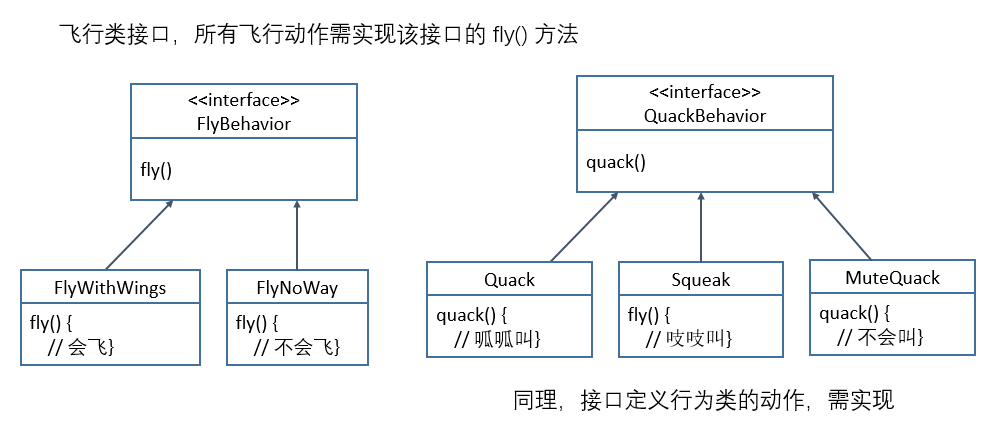 飞行类接口，所有飞行动作需实现该接口的 fly() 方法
<<interface>>
FlyBehavior
fly()
FlyWithWings
fly() {
// 会飞}
FlyNoWay
fly() {
// 不会飞}
<<interface>>
QuackBehavior
quack()
Quack
quack() {
// 呱呱叫}
Squeak
fly() {
// 吱吱叫}
MuteQuack
quack() {
// 不会叫}
同理，接口定义行为类的动作，需实现